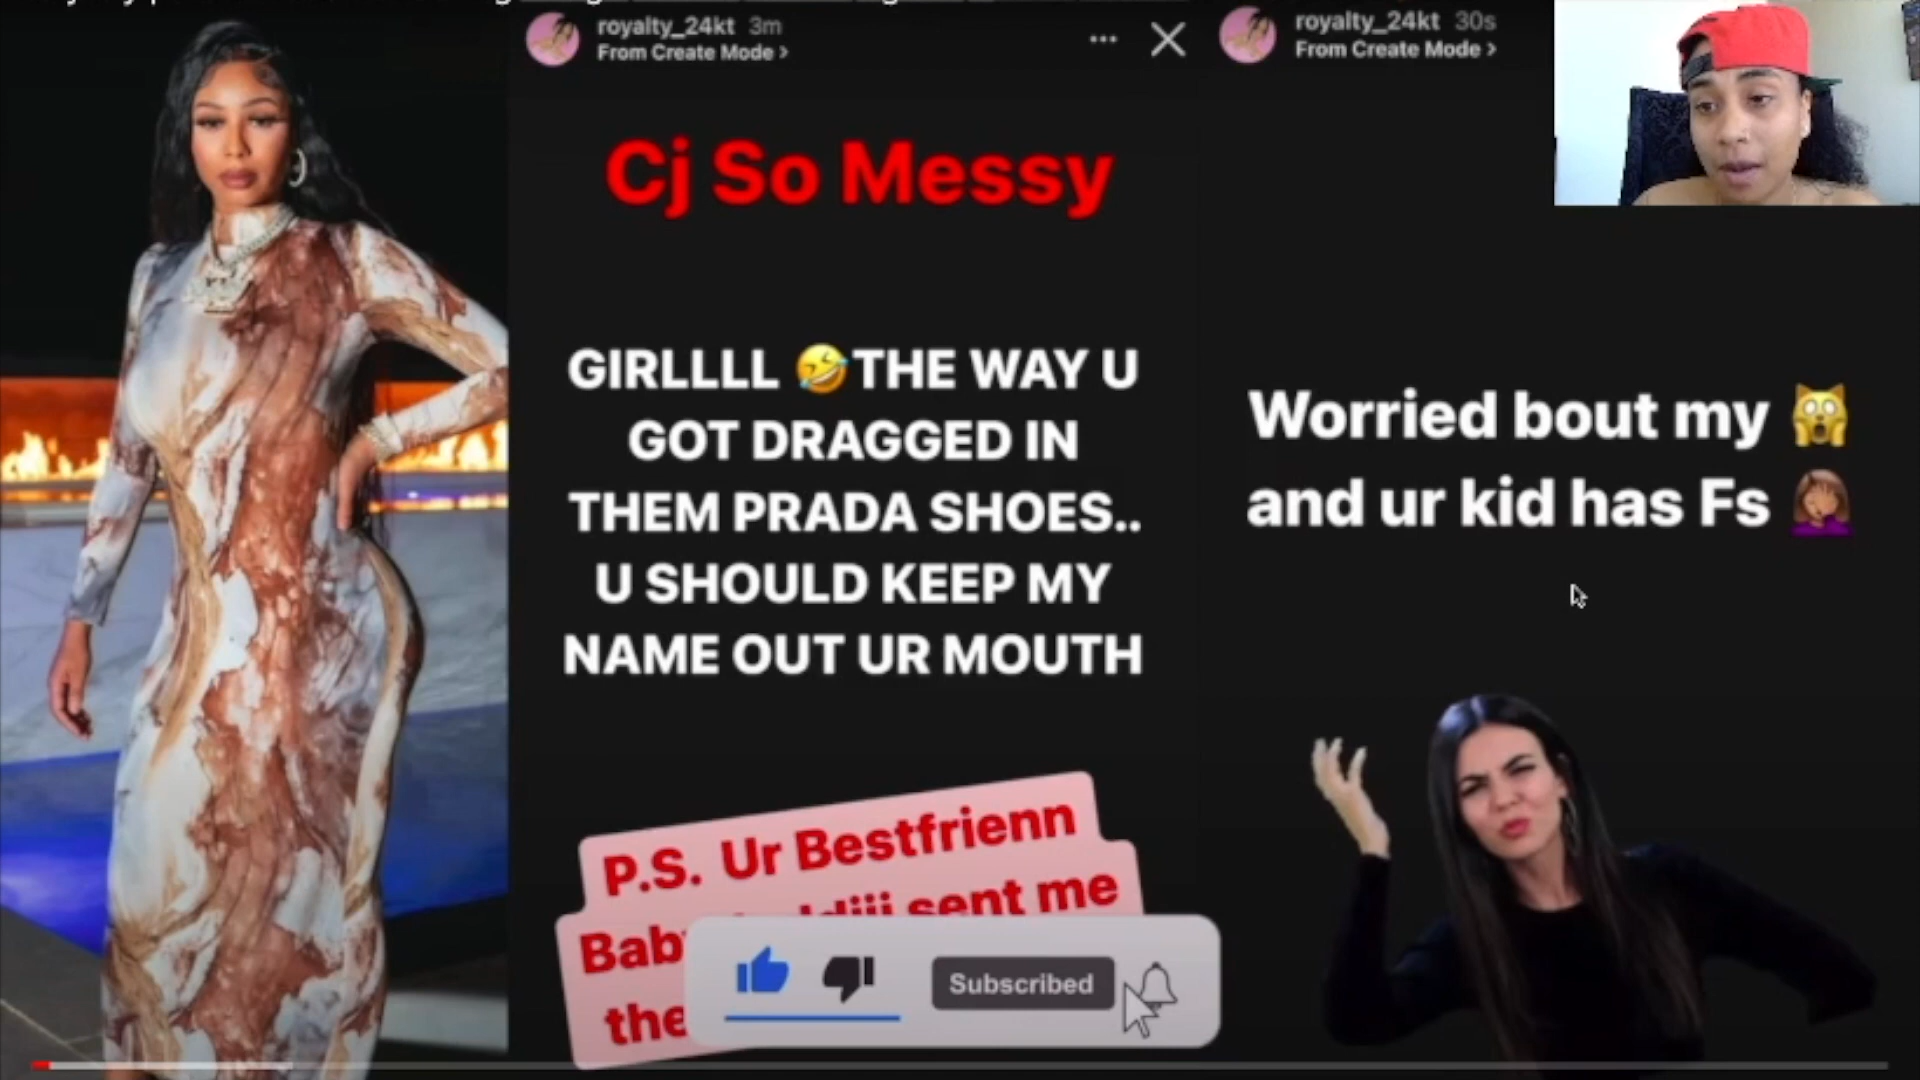 royalty_24kt 3m
From Create Mode >
Cj So Messy
GIRLLLL 🤣THE WAY U
GOT DRAGGED IN
THEM PRADA SHOES..
U SHOULD KEEP MY
NAME OUT UR MOUTH
P.S. Ur Bestfrienn
sent me
the
Subscribed
royalty_24kt 30s
From Create Mode >
Worried bout my 🙀
and ur kid has Fs 🤦🏽‍♀️